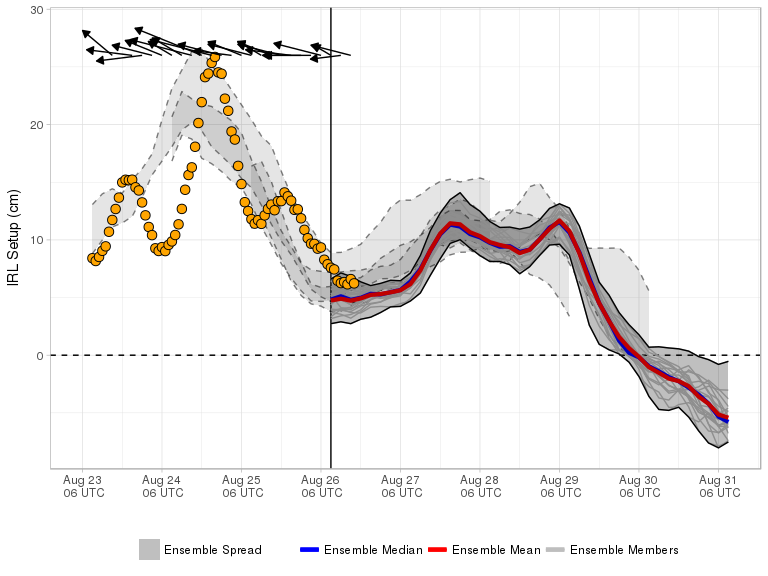 30
20
10
0
IRL Setup (cm)
Aug 23 Aug 24 Aug 25 Aug 26 Aug 27 Aug 28 Aug 29 Aug 30 Aug 31
06 UTC 06 UTC 06 UTC 06 UTC 06 UTC 06 UTC 06 UTC 06 UTC 06 UTC
Ensemble Spread Ensemble Median Ensemble Mean Ensemble Members